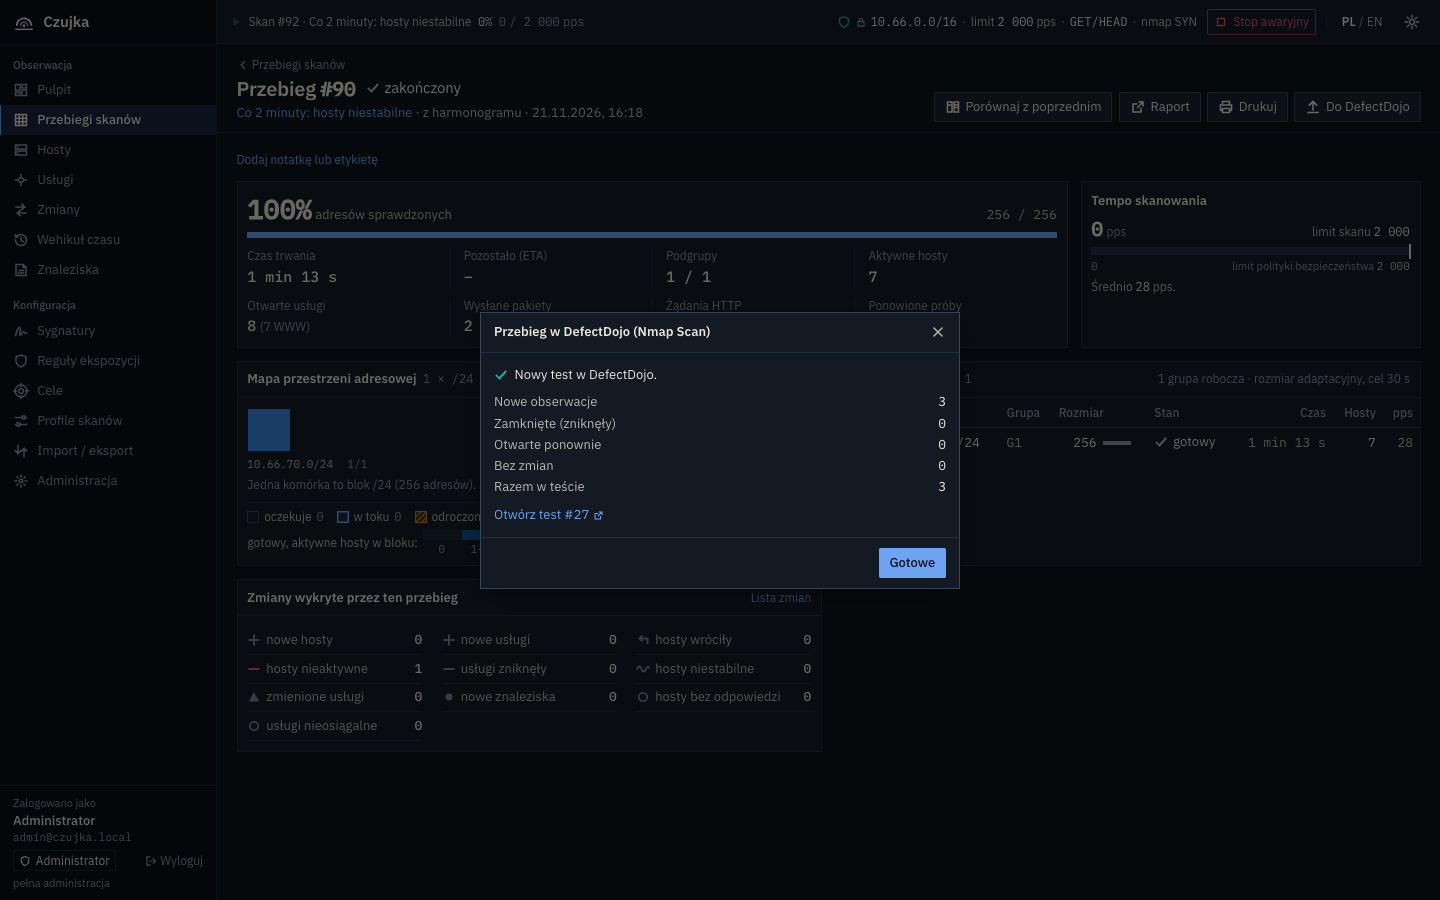 Czujka
Skan #92 · Co 2 minuty: hosty niestabilne 0% 0 / 2 000 pps
10.66.0.0/16 · limit 2 000 pps · GET/HEAD · nmap SYN
Stop awaryjny
PL / EN
Obserwacja
Pulpit
Przebiegi skanów
Hosty
Usługi
Zmiany
Wehikuł czasu
Znaleziska
Konfiguracja
Sygnatury
Reguły ekspozycji
Cele
Profile skanów
Import / eksport
Administracja
Zalogowano jako
Administrator
admin@czujka.local
Administrator
Wyloguj
pełna administracja
Przebiegi skanów
Przebieg #90 zakończony
Co 2 minuty: hosty niestabilne · z harmonogramu · 21.11.2026, 16:18
Porównaj z poprzednim
Raport
Drukuj
Do DefectDojo
Dodaj notatkę lub etykietę
100% adresów sprawdzonych
256 / 256
Czas trwania
1 min 13 s
Pozostało (ETA)
–
Podgrupy
1 / 1
Aktywne hosty
7
Otwarte usługi
8 (7 WWW)
Wysłane pakiety
2
Żądania HTTP
Ponowione próby
Tempo skanowania
0 pps
limit skanu 2 000
0
limit polityki bezpieczeństwa 2 000
Średnio 28 pps.
Mapa przestrzeni adresowej 1 × /24
10.66.70.0/24 1/1
Jedna komórka to blok /24 (256 adresów).
oczekuje 0
w toku 0
odroczon
gotowy, aktywne hosty w bloku:
0 1-
1
1 grupa robocza · rozmiar adaptacyjny, cel 30 s
Grupa Rozmiar Stan Czas Hosty pps
/24 G1 256 gotowy 1 min 13 s 7 28
Przebieg w DefectDojo (Nmap Scan)
Nowy test w DefectDojo.
Nowe obserwacje 3
Zamknięte (zniknęły) 0
Otwarte ponownie 0
Bez zmian 0
Razem w teście 3
Otwórz test #27
Gotowe
Zmiany wykryte przez ten przebieg
Lista zmian
nowe hosty 0
nowe usługi 0
hosty wróciły 0
hosty nieaktywne 1
usługi zniknęły 0
hosty niestabilne 0
zmienione usługi 0
nowe znaleziska 0
hosty bez odpowiedzi 0
usługi nieosiągalne 0